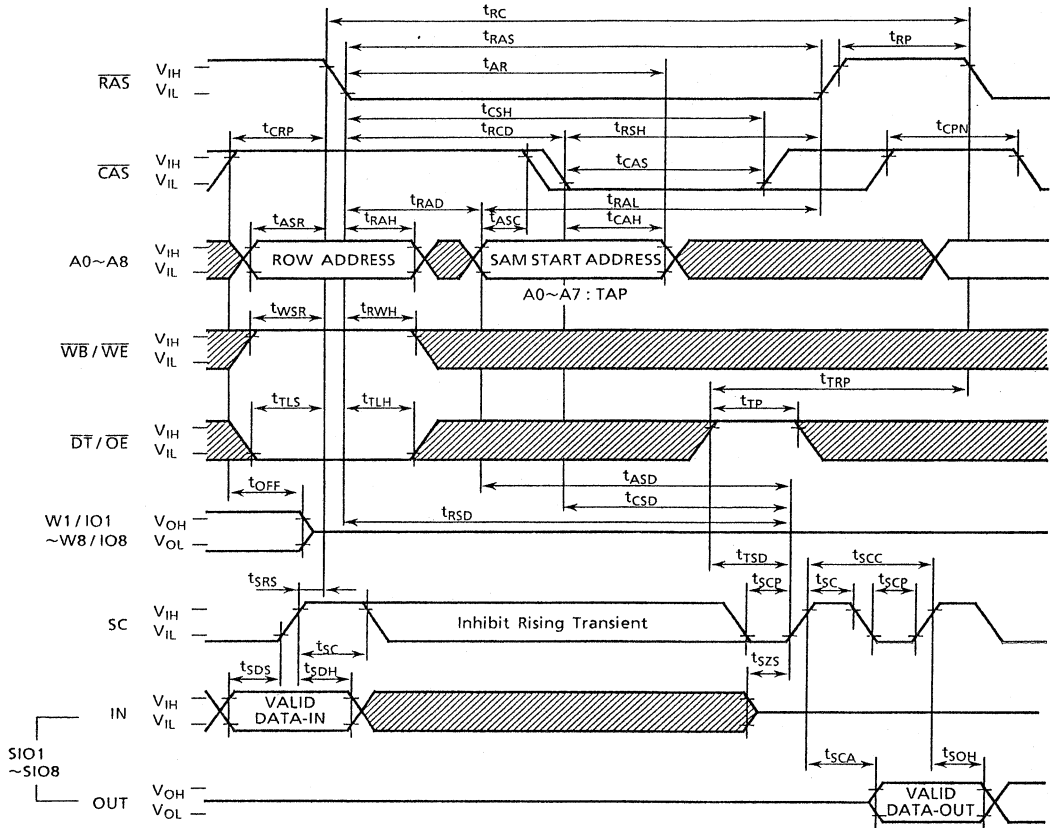 tRC
tRAS
tRP
tAR
RAS
VIH
VIL
tCSH
tCRP
tRCD
tRSH
tCPN
CAS
VIH
VIL
tCAS
tRAD
tRAL
tASR
tRAH
tASC
tCAH
A0~A8
VIH
VIL
ROW ADDRESS
SAM START ADDRESS
A0~A7 : TAP
tWSR
tRWH
WB / WE
VIH
VIL
tTRP
tTLS
tTLH
tTP
DT / OE
VIH
VIL
tOFF
tASD
tCSD
W1 / IO1
~W8 / IO8
VOH
VOL
tRSD
tTSD
tSCC
tSRS
tSCP
tSC
tSCP
SC
VIH
VIL
Inhibit Rising Transient
tSC
tSDS
tSDH
tSZS
IN
VIH
VIL
VALID
DATA-IN
SIO1
~SIO8
tSCA
tSOH
OUT
VOH
VOL
VALID
DATA-OUT